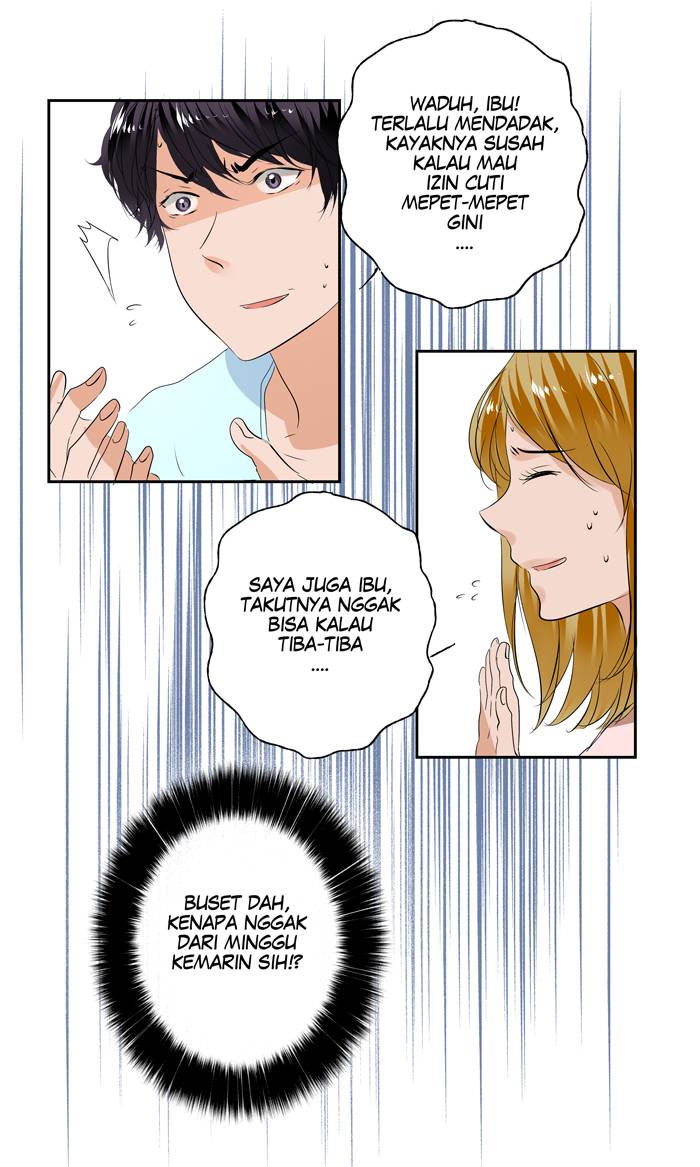 WADUH, IBU!
TERLALU MENDADAK,
KAYAKNYA SUSAH
KALAU MAU
IZIN CUTI
MEPET-MEPET
GINI
....
SAYA JUGA IBU,
TAKUTNYA NGGAK
BISA KALAU
TIBA-TIBA
....
BUSET DAH,
KENAPA NGGAK
DARI MINGGU
KEMARIN SIH!?